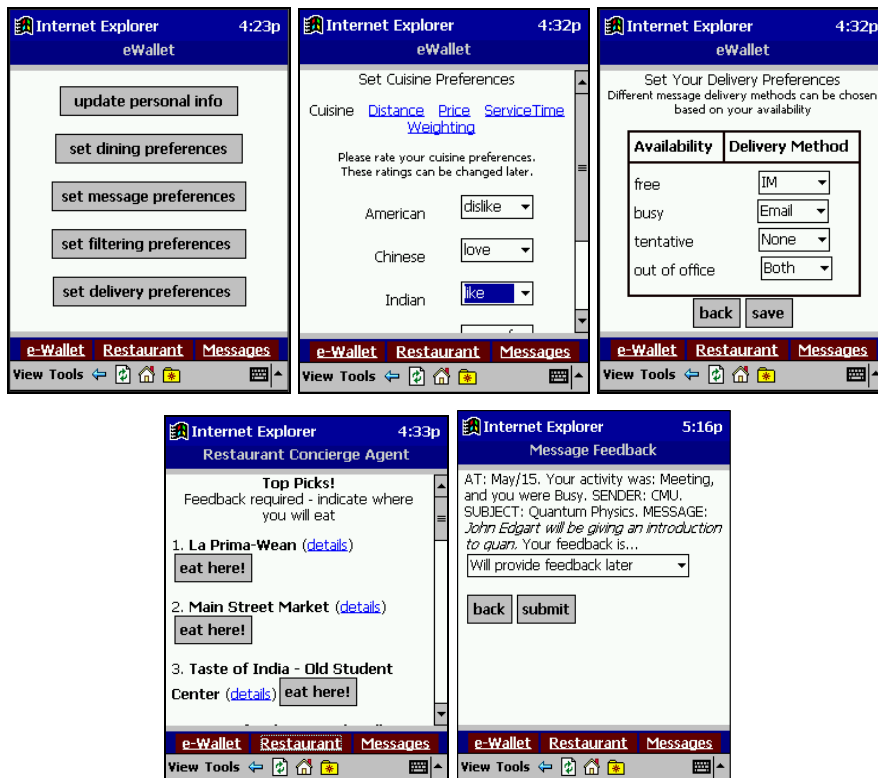 Internet Explorer 4:23p
eWallet
update personal info
set dining preferences
set message preferences
set filtering preferences
set delivery preferences
e-Wallet Restaurant Messages
View Tools
Internet Explorer 4:32p
eWallet
Set Cuisine Preferences
Cuisine Distance Price ServiceTime
Weighting
Please rate your cuisine preferences.
These ratings can be changed later.
American dislike
Chinese love
Indian like
e-Wallet Restaurant Messages
View Tools
Internet Explorer 4:32p
eWallet
Set Your Delivery Preferences
Different message delivery methods can be chosen
based on your availability
Availability Delivery Method
free IM
busy Email
tentative None
out of office Both
back save
e-Wallet Restaurant Messages
View Tools
Internet Explorer 4:33p
Restaurant Concierge Agent
Top Picks!
Feedback required - indicate where
you will eat
1. La Prima-Wean (details)
eat here!
2. Main Street Market (details)
eat here!
3. Taste of India - Old Student
Center (details) eat here!
e-Wallet Restaurant Messages
View Tools
Internet Explorer 5:16p
Message Feedback
AT: May/15. Your activity was: Meeting,
and you were Busy. SENDER: CMU.
SUBJECT: Quantum Physics. MESSAGE:
John Edgart will be giving an introduction
to quan. Your feedback is...
Will provide feedback later
back submit
e-Wallet Restaurant Messages
View Tools